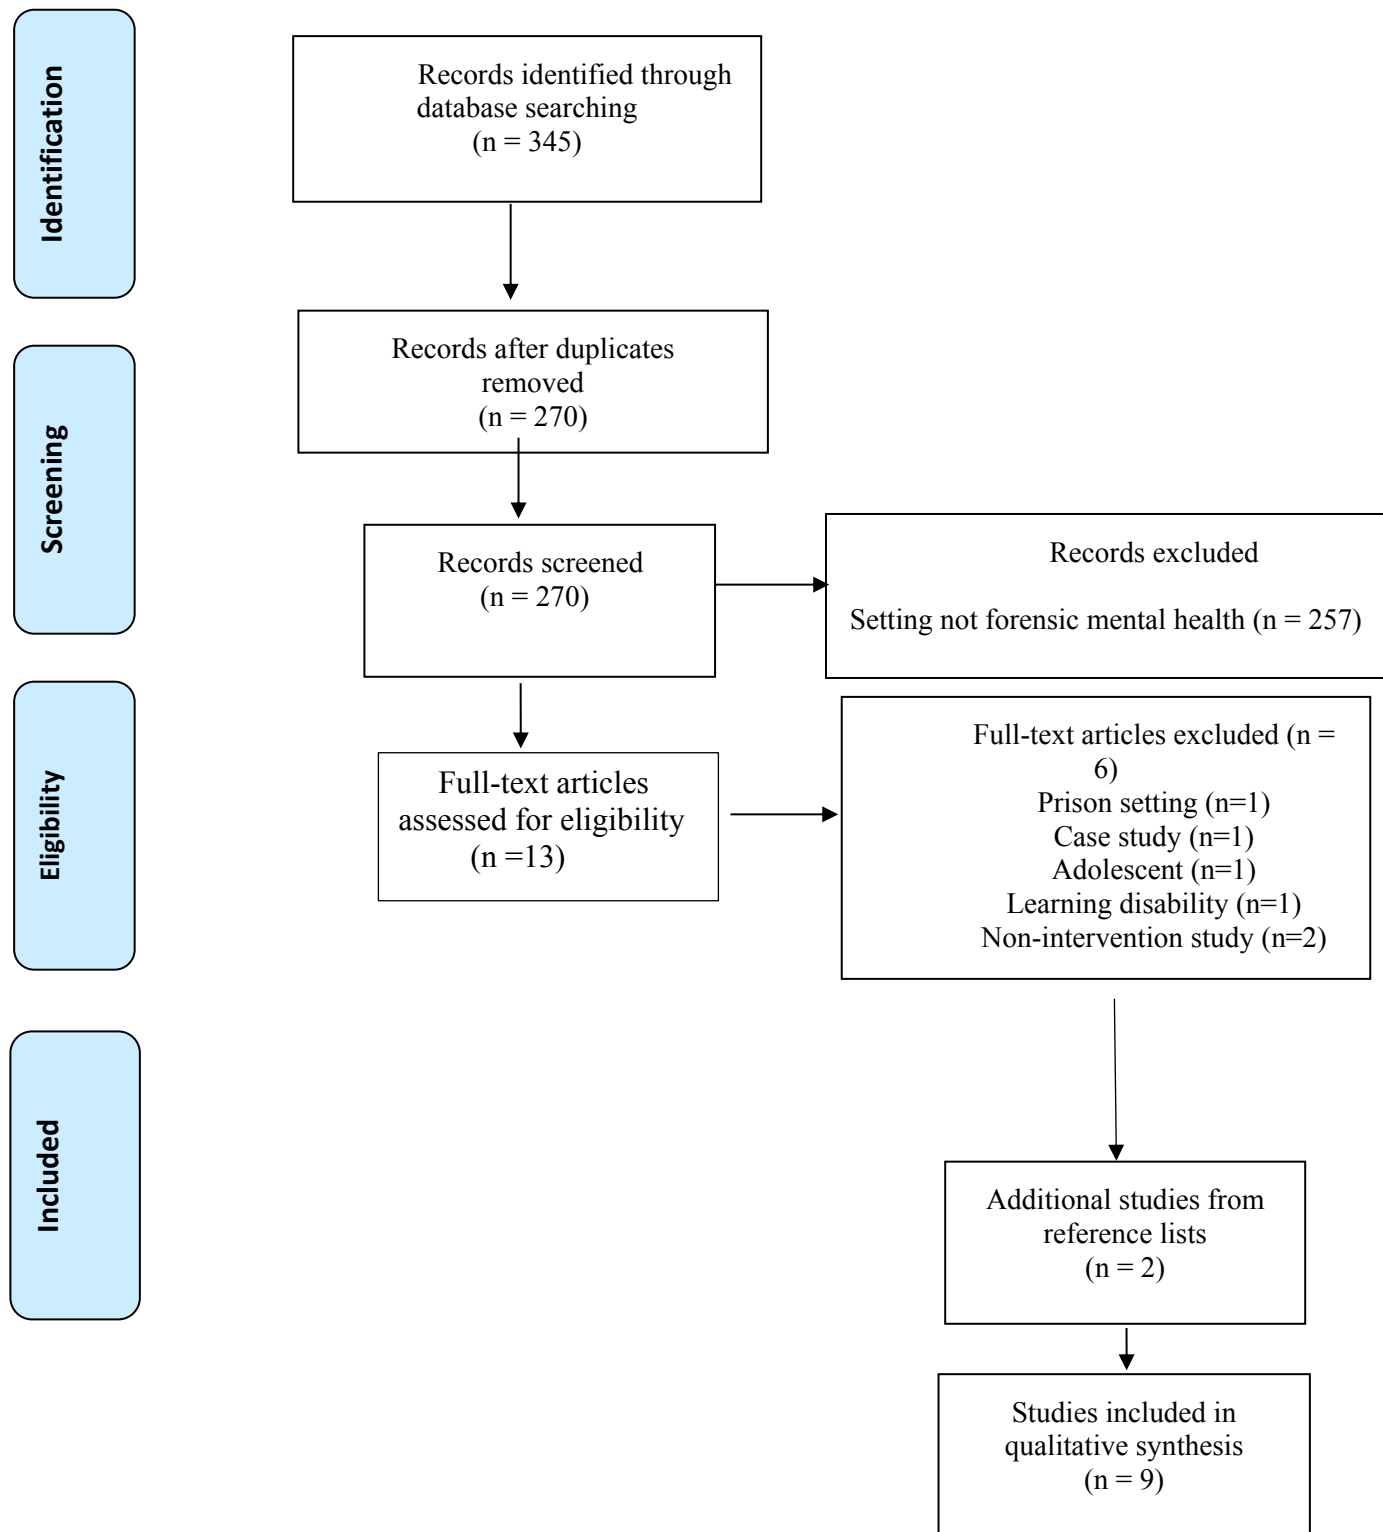 Identification
Records identified through
database searching
(n = 345)
Records after duplicates
removed
(n = 270)
Screening
Records screened
(n = 270)
Records excluded
Setting not forensic mental health (n = 257)
Eligibility
Full-text articles
assessed for eligibility
(n =13)
Full-text articles excluded (n =
6)
Prison setting (n=1)
Case study (n=1)
Adolescent (n=1)
Learning disability (n=1)
Non-intervention study (n=2)
Included
Additional studies from
reference lists
(n = 2)
Studies included in
qualitative synthesis
(n = 9)